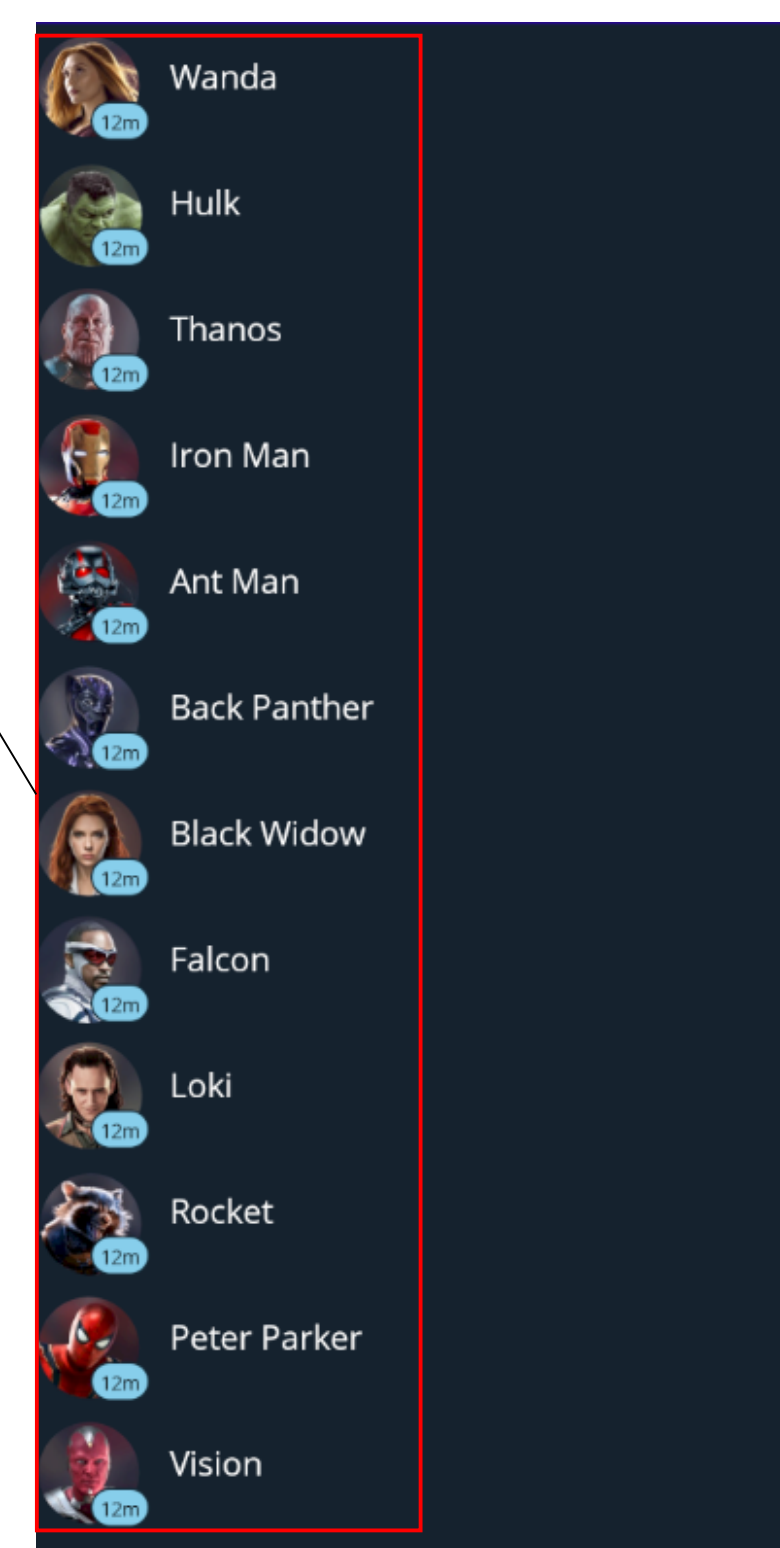 Wanda
12m
Hulk
12m
Thanos
12m
Iron Man
12m
Ant Man
12m
Back Panther
12m
Black Widow
12m
Falcon
12m
Loki
12m
Rocket
12m
Peter Parker
12m
Vision
12m